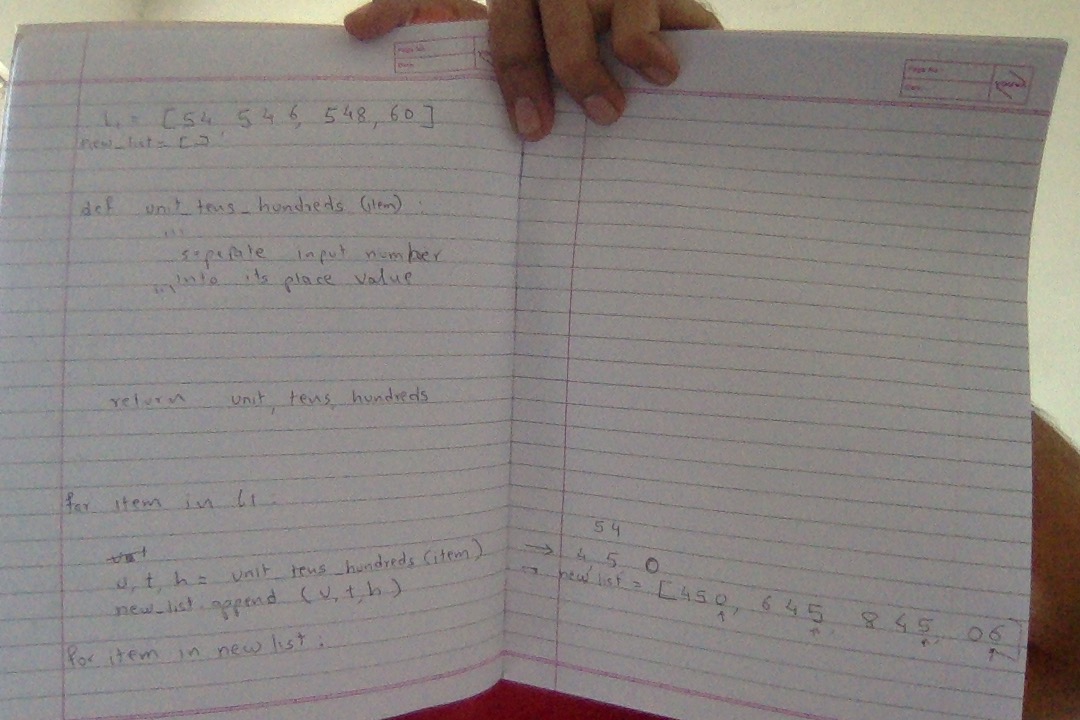 l1 = [54, 546, 548, 60]
new_list = []
def unit_tens_hundreds (item) :
'''
seperate input number
into its place value
'''
return unit, tens, hundreds
for item in l1 :
u, t, h = unit_tens_hundreds (item)
new_list.append (u, t, h)
for item in new list :
Page No.
Date
54
→ 4, 5, 0
→ new list = [450, 645, 845, 06]
Page No.
Date